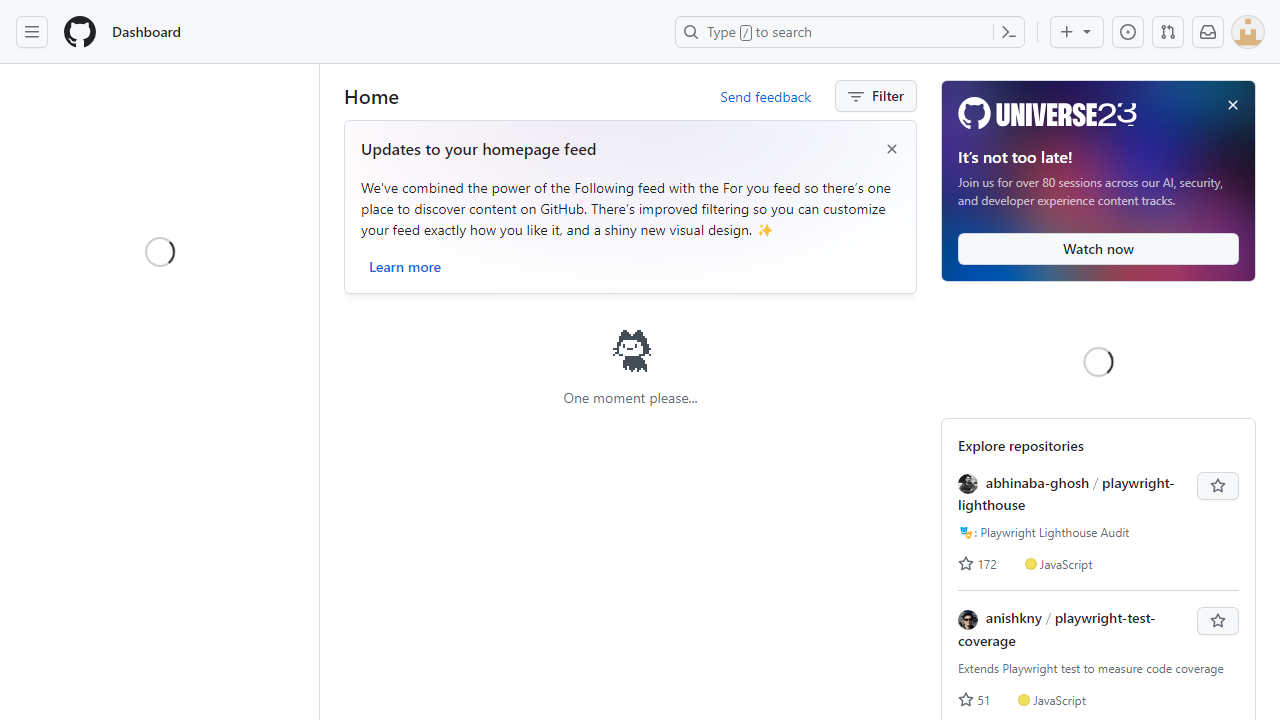 Dashboard
Type / to search
Home
Send feedback
Filter
Updates to your homepage feed
We've combined the power of the Following feed with the For you feed so there's one
place to discover content on GitHub. There's improved filtering so you can customize
your feed exactly how you like it, and a shiny new visual design. ✨
Learn more
One moment please...
UNIVERSE23
It's not too late!
Join us for over 80 sessions across our AI, security,
and developer experience content tracks.
Watch now
Explore repositories
abhinaba-ghosh / playwright-
lighthouse
🎭: Playwright Lighthouse Audit
172 JavaScript
anishkny / playwright-test-
coverage
Extends Playwright test to measure code coverage
51 JavaScript